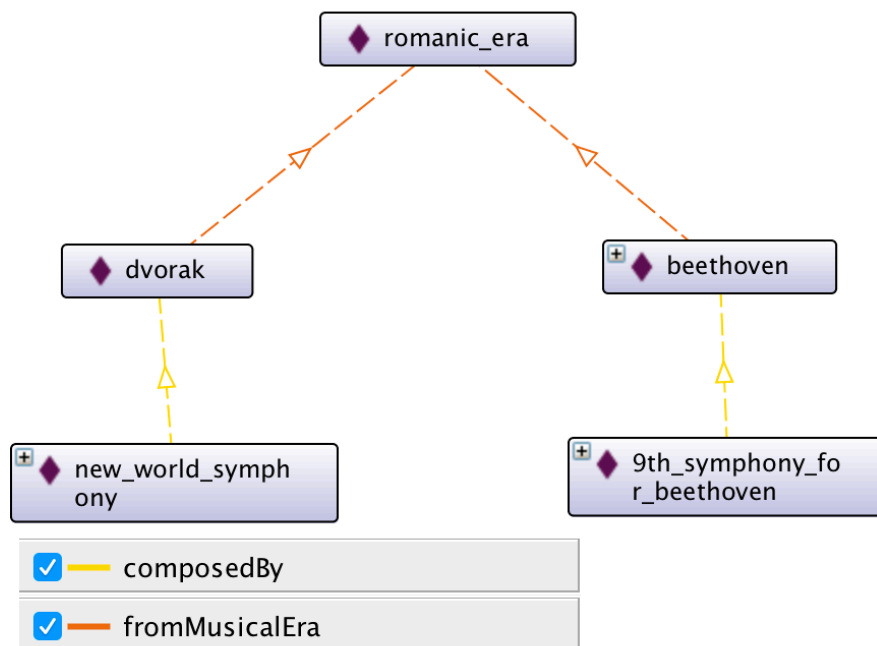 romanic_era
dvorak
beethoven
new_world_symph
ony
9th_symphony_fo
r_beethoven
composedBy
fromMusicalEra